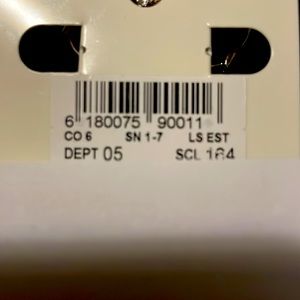 6 180075 90011
CO 6 SN 1-7 LS EST
DEPT 05 SCL 164